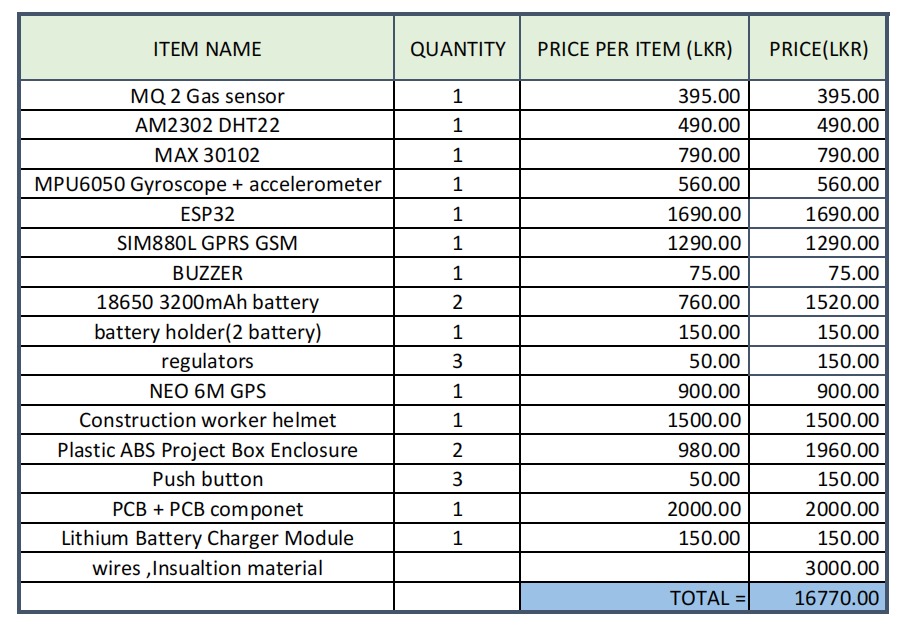 ITEM NAME QUANTITY PRICE PER ITEM (LKR) PRICE(LKR)
MQ 2 Gas sensor 1 395.00 395.00
AM2302 DHT22 1 490.00 490.00
MAX 30102 1 790.00 790.00
MPU6050 Gyroscope + accelerometer 1 560.00 560.00
ESP32 1 1690.00 1690.00
SIM880L GPRS GSM 1 1290.00 1290.00
BUZZER 1 75.00 75.00
18650 3200mAh battery 2 760.00 1520.00
battery holder(2 battery) 1 150.00 150.00
regulators 3 50.00 150.00
NEO 6M GPS 1 900.00 900.00
Construction worker helmet 1 1500.00 1500.00
Plastic ABS Project Box Enclosure 2 980.00 1960.00
Push button 3 50.00 150.00
PCB + PCB componet 1 2000.00 2000.00
Lithium Battery Charger Module 1 150.00 150.00
wires ,Insualtion material 3000.00
TOTAL = 16770.00